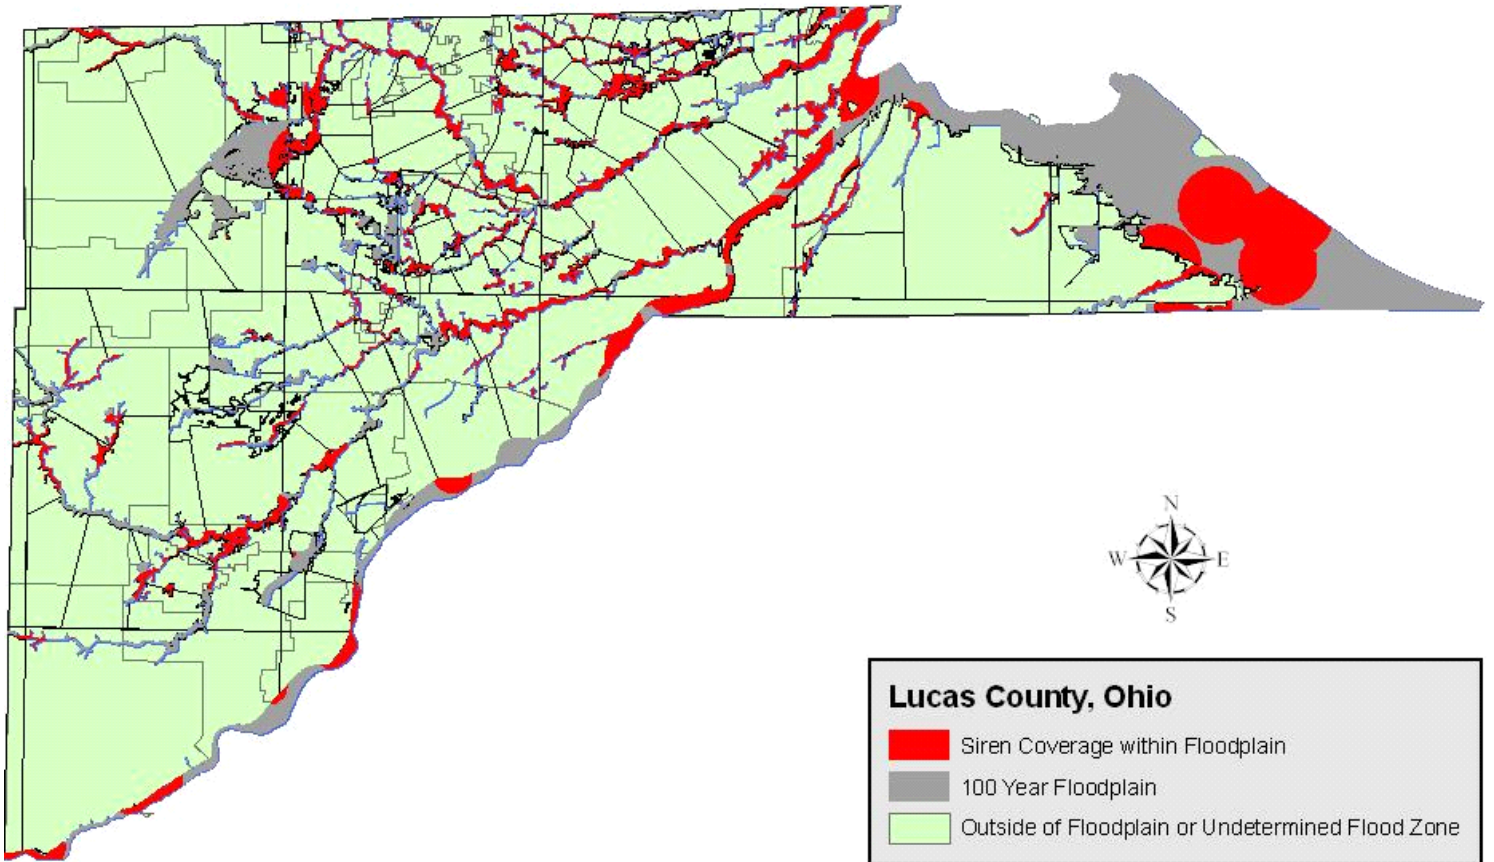 N
W E
S
Lucas County, Ohio
Siren Coverage within Floodplain
100 Year Floodplain
Outside of Floodplain or Undetermined Flood Zone